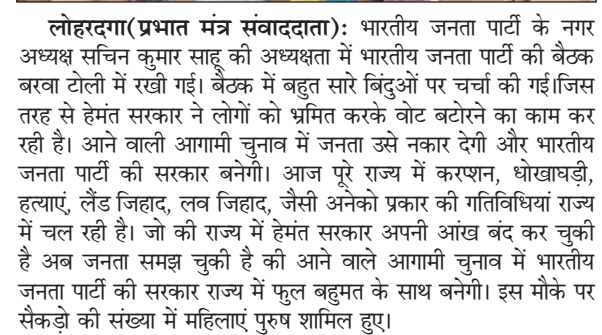 लोहरदगा(प्रभात मंत्र संवाददाता): भारतीय जनता पार्टी के नगर
अध्यक्ष सचिन कुमार साहू की अध्यक्षता में भारतीय जनता पार्टी की बैठक
बरवा टोली में रखी गई। बैठक में बहुत सारे बिंदुओं पर चर्चा की गई।जिस
तरह से हेमंत सरकार ने लोगों को भ्रमित करके वोट बटोरने का काम कर
रही है। आने वाली आगामी चुनाव में जनता उसे नकार देगी और भारतीय
जनता पार्टी की सरकार बनेगी। आज पूरे राज्य में करप्शन, धोखाघड़ी,
हत्याएं, लैंड जिहाद, लव जिहाद, जैसी अनेको प्रकार की गतिविधियां राज्य
में चल रही है। जो की राज्य में हेमंत सरकार अपनी आंख बंद कर चुकी
है अब जनता समझ चुकी है की आने वाले आगामी चुनाव में भारतीय
जनता पार्टी की सरकार राज्य में फुल बहुमत के साथ बनेगी। इस मौके पर
सैकड़ो की संख्या में महिलाएं पुरुष शामिल हुए।